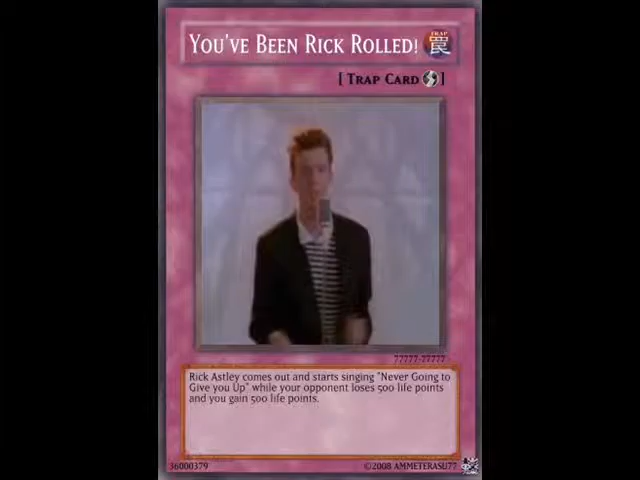 You've Been Rick Rolled!
TRAP
罠
[ Trap Card ]
77777-77777
Rick Astley comes out and starts singing "Never Going to
Give you Up" while your opponent loses 500 life points
and you gain 500 life points.
36000379
©2008 AMMETERASU77